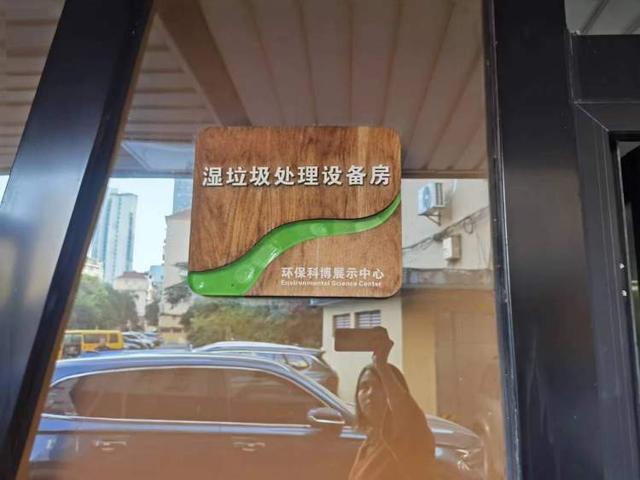 湿垃圾处理设备房
环保科博展示中心
Environmental Science Center